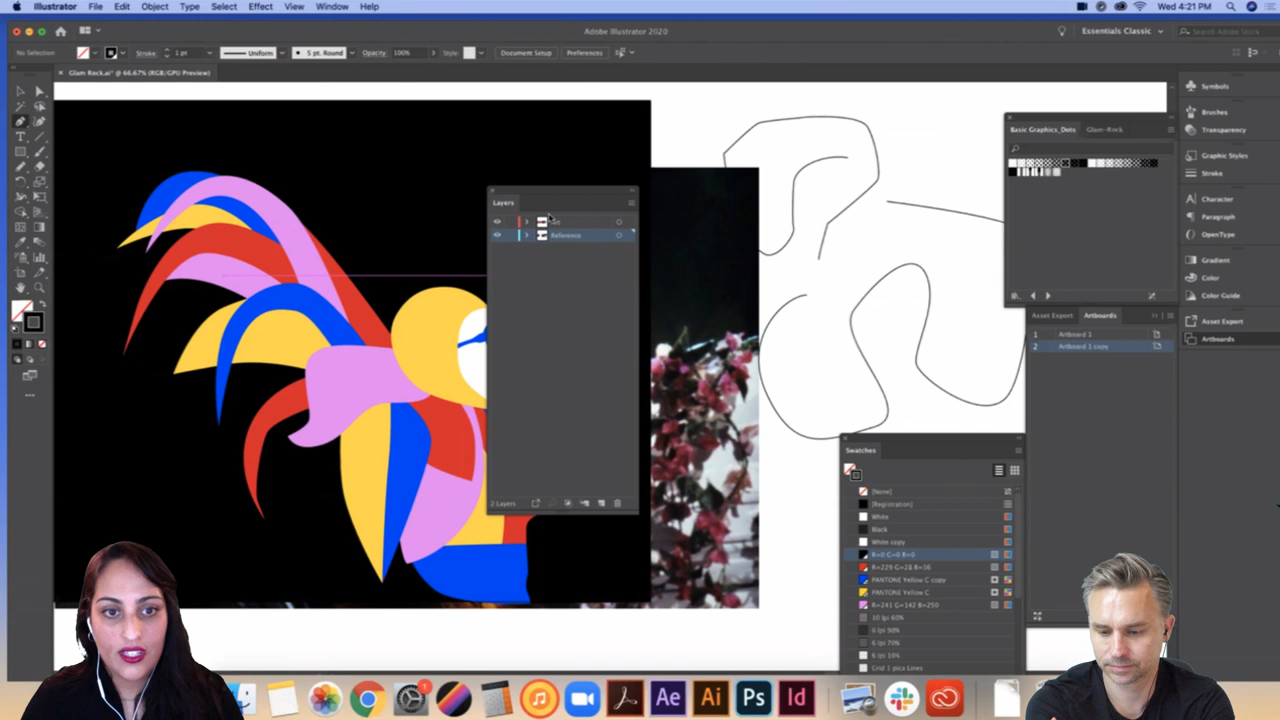 Illustrator File Edit Object Type Select Effect View Window Help
Wed 4:21 PM
Adobe Illustrator 2020
Essentials Classic
Search Adobe Stock
No Selection Stroke: 1 pt Uniform 5 pt. Round Opacity: 100% Style: Document Setup Preferences
Glam Rock.ai* @ 66.67% (RGB/GPU Preview)
Symbols
Brushes
Transparency
Graphic Styles
Stroke
Character
Paragraph
OpenType
Gradient
Color
Color Guide
Asset Export
Artboards
Basic Graphics_Dots Glam-Rock
Layers
Reference
2 Layers
Asset Export Artboards
1 Artboard 1
2 Artboard 1 copy
Swatches
[None]
[Registration]
White
Black
White copy
R=0 G=0 B=0
R=229 G=28 B=36
PANTONE Yellow C copy
PANTONE Yellow C
R=241 G=142 B=250
10 lpi 60%
6 lpi 90%
6 lpi 70%
6 lpi 10%
Grid 1 pica Lines
1
Ae
Ai
Ps
Id